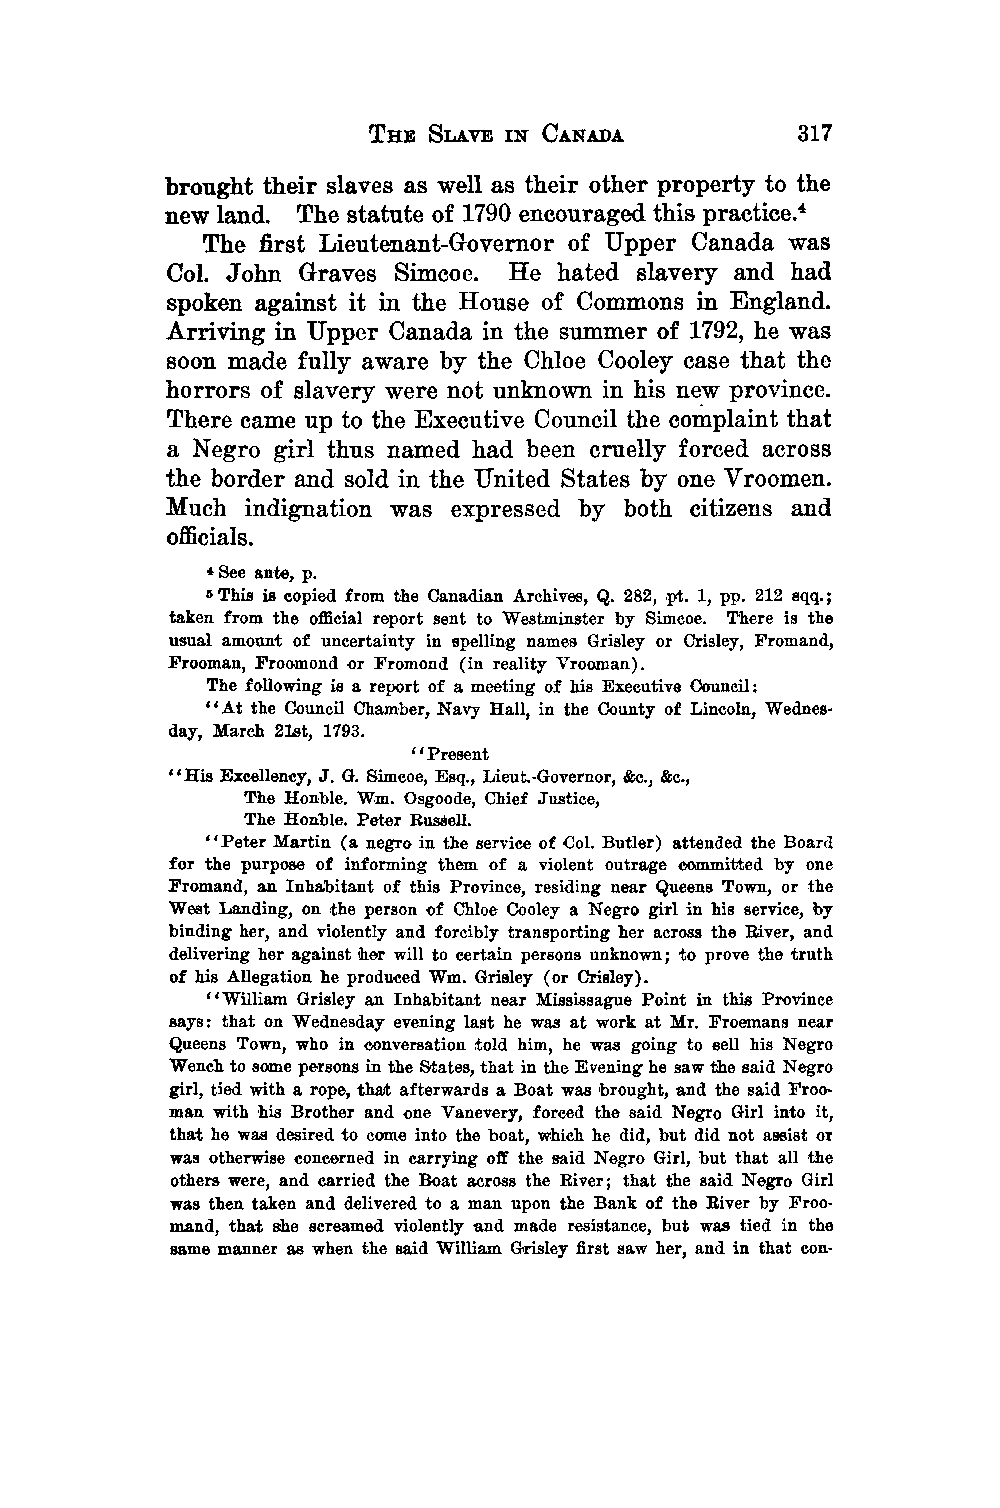 THE SLAVE IN CANADA 317
brought their slaves as well as their other property to the
new land. The statute of 1790 encouraged this practice.⁴
The first Lieutenant-Governor of Upper Canada was
Col. John Graves Simcoe. He hated slavery and had
spoken against it in the House of Commons in England.
Arriving in Upper Canada in the summer of 1792, he was
soon made fully aware by the Chloe Cooley case that the
horrors of slavery were not unknown in his new province.
There came up to the Executive Council the complaint that
a Negro girl thus named had been cruelly forced across
the border and sold in the United States by one Vroomen.
Much indignation was expressed by both citizens and
officials.
⁴ See ante, p.
⁵ This is copied from the Canadian Archives, Q. 282, pt. 1, pp. 212 sqq.;
taken from the official report sent to Westminster by Simcoe. There is the
usual amount of uncertainty in spelling names Grisley or Crisley, Fromand,
Frooman, Froomond or Fromond (in reality Vrooman).
The following is a report of a meeting of his Executive Council:
"At the Council Chamber, Navy Hall, in the County of Lincoln, Wednes-
day, March 21st, 1793.
"Present
"His Excellency, J. G. Simcoe, Esq., Lieut.-Governor, &c., &c.,
The Honble. Wm. Osgoode, Chief Justice,
The Honble. Peter Russell.
"Peter Martin (a negro in the service of Col. Butler) attended the Board
for the purpose of informing them of a violent outrage committed by one
Fromand, an Inhabitant of this Province, residing near Queens Town, or the
West Landing, on the person of Chloe Cooley a Negro girl in his service, by
binding her, and violently and forcibly transporting her across the River, and
delivering her against her will to certain persons unknown; to prove the truth
of his Allegation he produced Wm. Grisley (or Crisley).
"William Grisley an Inhabitant near Mississague Point in this Province
says: that on Wednesday evening last he was at work at Mr. Froemans near
Queens Town, who in conversation told him, he was going to sell his Negro
Wench to some persons in the States, that in the Evening he saw the said Negro
girl, tied with a rope, that afterwards a Boat was brought, and the said Froo-
man with his Brother and one Vanevery, forced the said Negro Girl into it,
that he was desired to come into the boat, which he did, but did not assist or
was otherwise concerned in carrying off the said Negro Girl, but that all the
others were, and carried the Boat across the River; that the said Negro Girl
was then taken and delivered to a man upon the Bank of the River by Froo-
mand, that she screamed violently and made resistance, but was tied in the
same manner as when the said William Grisley first saw her, and in that con-